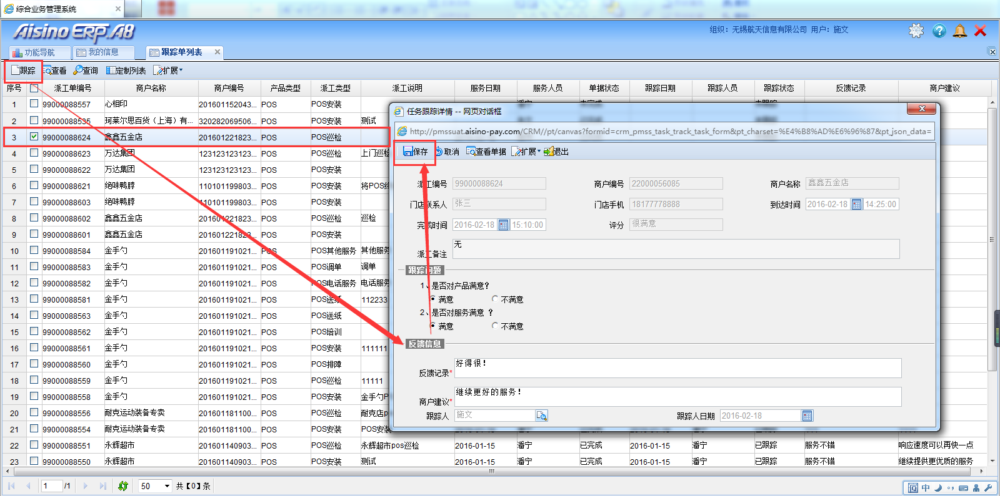 综合业务管理系统
Aisino ERP.A8
组织：无锡航天信息有限公司 用户：施文
功能导航 我的信息 跟踪单列表
跟踪 查看 查询 定制列表 扩展
序号 派工单编号 商户名称 商户编号 产品类型 派工类型 派工说明 服务日期 服务人员 单据状态 跟踪日期 跟踪人员 跟踪状态 反馈记录 商户建议
1 99000088557 心相印 201601152043... POS POS安装
2 99000088535 珂莱尔思百货（上海）有... 320282069506... POS POS安装 测试
3 99000088624 鑫鑫五金店 201601221823... POS POS巡检
4 99000088623 万达集团 123123123123... POS POS巡检 上门巡检
5 99000088622 万达集团 123123123123... POS POS安装
6 99000088621 绝味鸭脖 110101199803... POS POS安装 将POS
7 99000088603 绝味鸭脖 110101199803... POS POS安装
8 99000088602 鑫鑫五金店 201601221823... POS POS巡检 巡检
9 99000088601 鑫鑫五金店 201601221823... POS POS安装
10 99000088584 金手勺 201601191021... POS POS其他服务 其他服务
11 99000088583 金手勺 201601191021... POS POS调单 调单
12 99000088582 金手勺 201601191021... POS POS电话服务 电话服务
13 99000088581 金手勺 201601191021... POS POS送纸 112233
14 99000088563 金手勺 201601191021... POS POS送纸
15 99000088562 金手勺 201601191021... POS POS培训
16 99000088561 金手勺 201601191021... POS POS安装 111111
17 99000088560 金手勺 201601191021... POS POS排障
18 99000088559 金手勺 201601191021... POS POS巡检 11111
19 99000088556 金手勺 201601191021... POS POS安装 金手勺P
20 99000088556 耐克运动装备专卖 201601181100... POS POS巡检 耐克店p
21 99000088554 耐克运动装备专卖 201601181100... POS POS安装 POS安装
22 99000088551 永辉超市 201601140903... POS POS巡检 永辉超市pos巡检 2016-01-15 潘宁 已完成 2016-01-15 潘宁 已跟踪 服务不错 响应速度可以再快一点
23 99000088550 永辉超市 201601140903... POS POS安装 测试 2016-01-15 潘宁 已完成 2016-01-15 潘宁 已跟踪 服务不错 继续提供更优质的服务
1 /1 50 共【0】条
中
任务跟踪详情 -- 网页对话框
http://pmssuat.aisino-pay.com/CRM//pt/canvas?formid=crm_pmss_task_track_task_form&pt_charset=%E4%B8%AD%E6%96%87&pt_json_data=
保存 取消 查看单据 扩展 退出
派工编号 99000088624 商户编号 22000056085 商户名称 鑫鑫五金店
门店联系人 张三 门店手机 18177778888 到达时间 2016-02-18 14:25:00
完成时间 2016-02-18 15:10:00 评分 很满意
派工备注 无
跟踪问题
1、是否对产品满意？
满意 不满意
2、是否对服务满意 ？
满意 不满意
反馈信息
反馈记录* 好得很！
商户建议* 继续更好的服务！
跟踪人 施文 跟踪人日期 2016-02-18